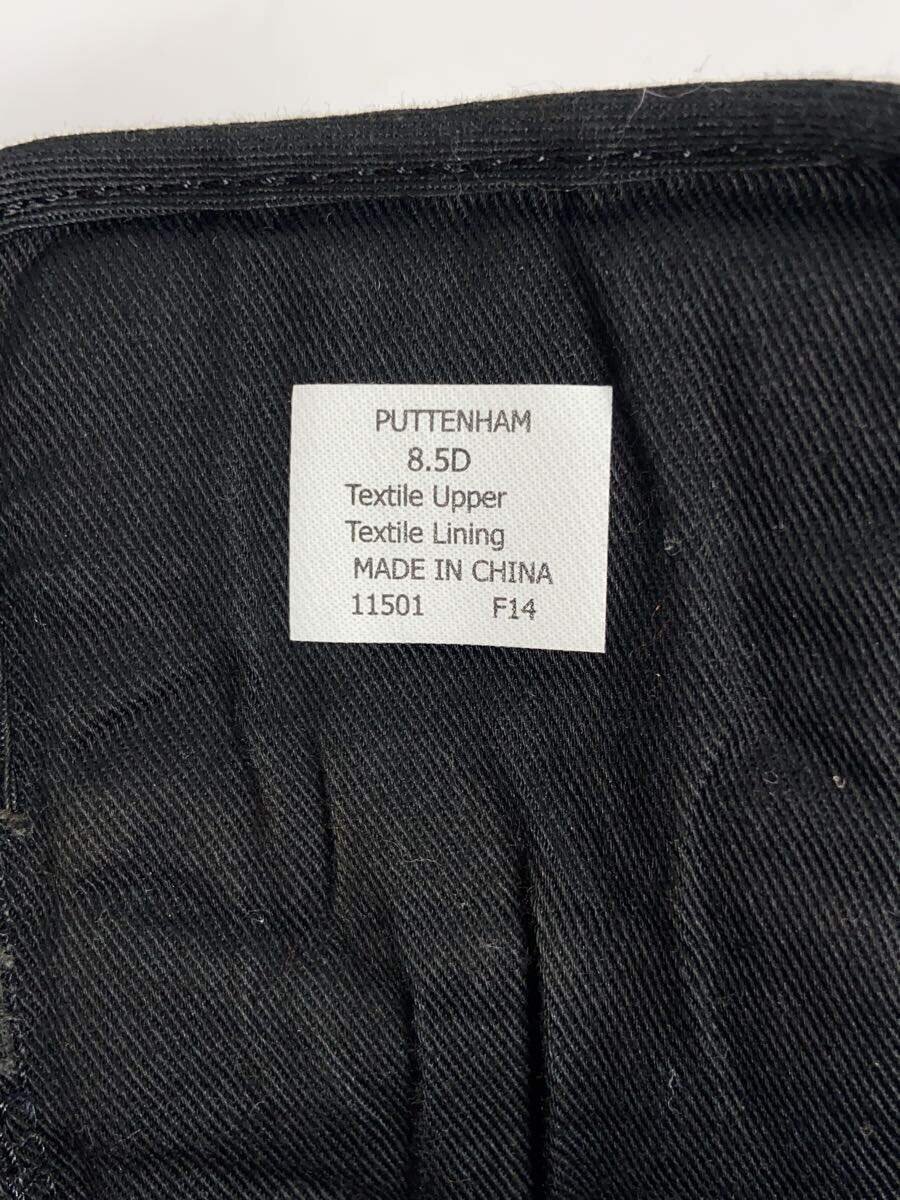 PUTTENHAM
8.5D
Textile Upper
Textile Lining
MADE IN CHINA
11501 F14